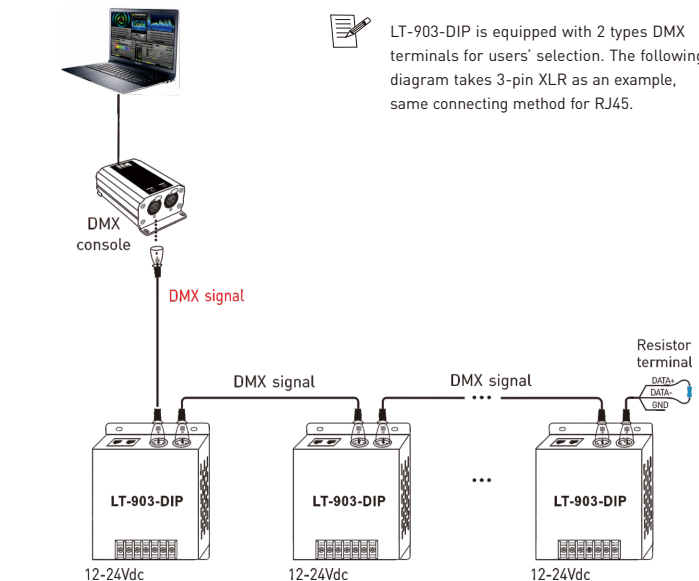 LT-903-DIP is equipped with 2 types DMX
terminals for users' selection. The following
diagram takes 3-pin XLR as an example,
same connecting method for RJ45.
DMX
console
DMX signal
DMX signal
DMX signal
Resistor
terminal
DATA+
DATA-
GND
LT-903-DIP
LT-903-DIP
LT-903-DIP
12-24Vdc
12-24Vdc
12-24Vdc